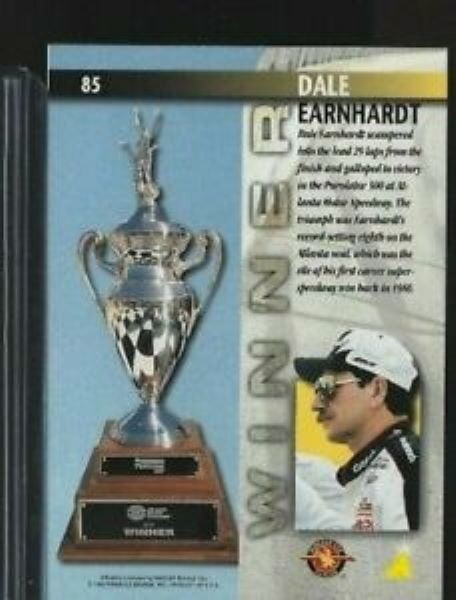 85
DALE
EARNHARDT
WINNER
Dale Earnhardt scampered
into the lead 29 laps from the
finish and galloped to victory
in the Purolator 500 at At-
lanta Motor Speedway. The
triumph was Earnhardt's
record-setting eighth on the
Atlanta oval, which was the
site of his first career super-
speedway win back in 1980.
WINNER